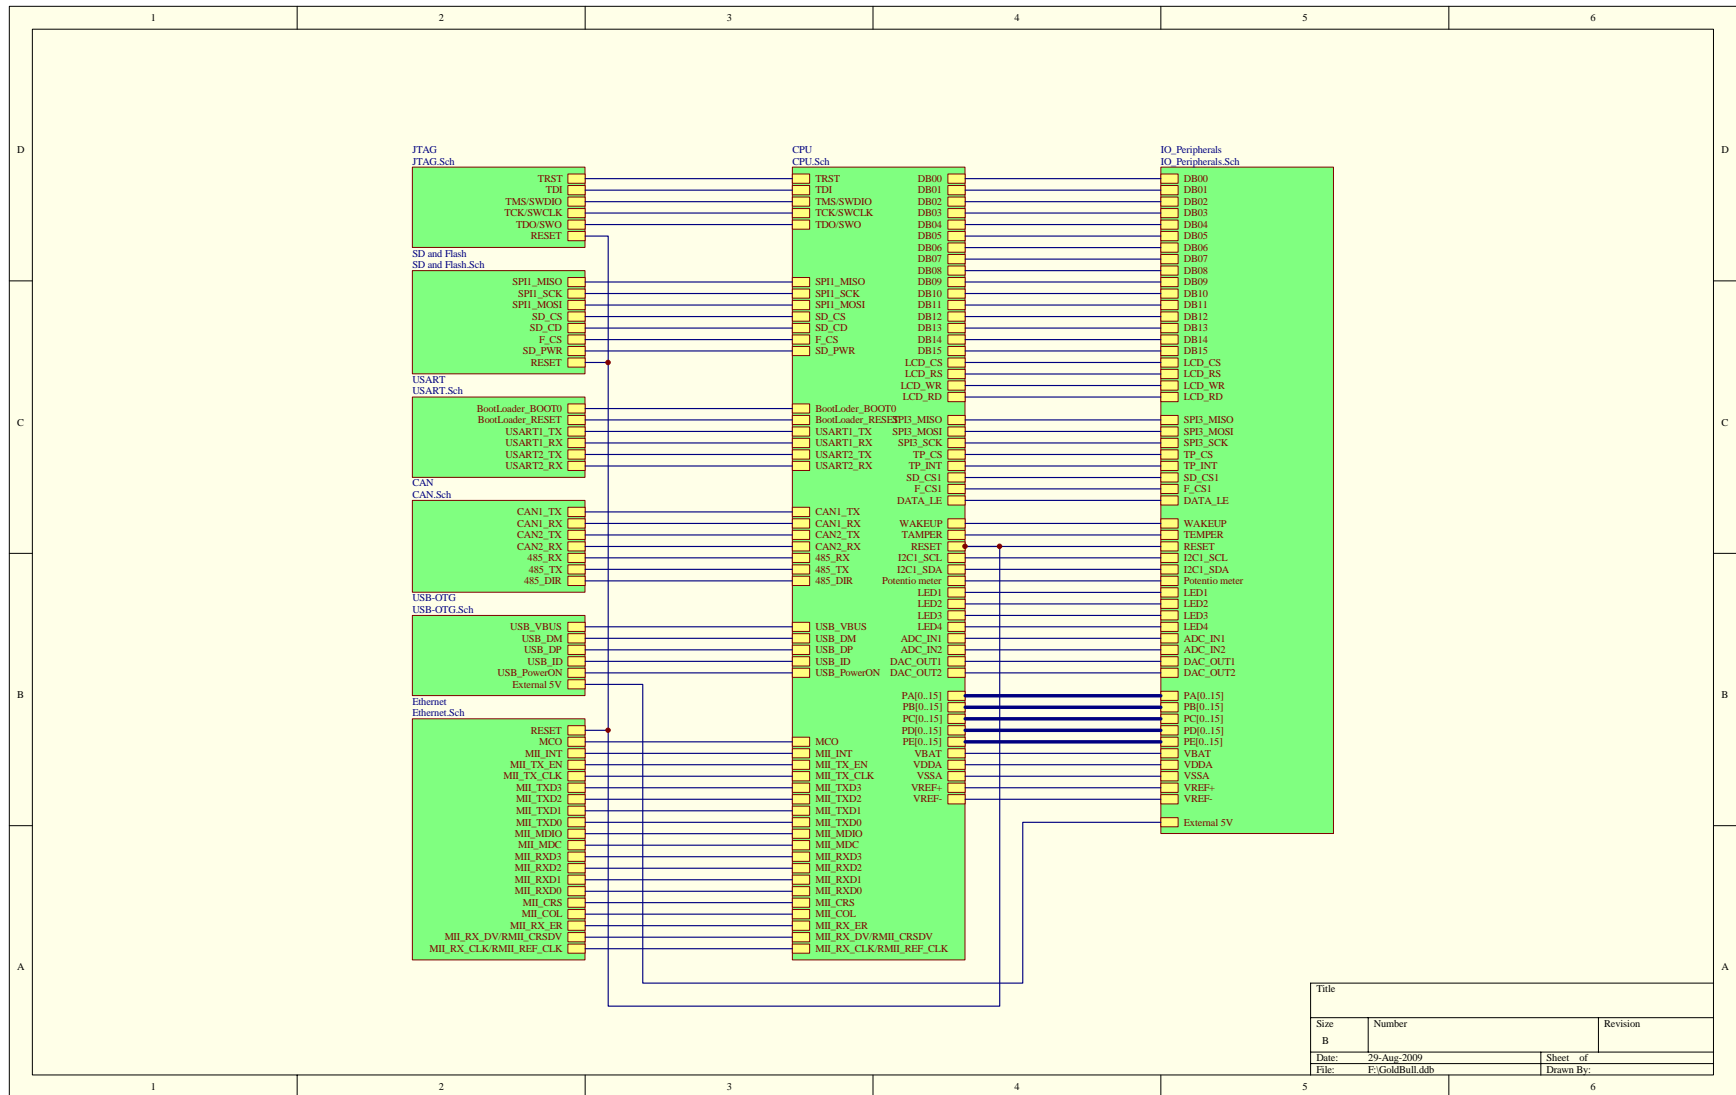 1 2 3 4 5 6
D D
C C
B B
A A
JTAG
JTAG.Sch
TRST
TDI
TMS/SWDIO
TCK/SWCLK
TDO/SWO
RESET
SD and Flash
SD and Flash.Sch
SPI1_MISO
SPI1_SCK
SPI1_MOSI
SD_CS
SD_CD
F_CS
SD_PWR
RESET
USART
USART.Sch
BootLoader_BOOT0
BootLoader_RESET
USART1_TX
USART1_RX
USART2_TX
USART2_RX
CAN
CAN.Sch
CAN1_TX
CAN1_RX
CAN2_TX
CAN2_RX
485_RX
485_TX
485_DIR
USB-OTG
USB-OTG.Sch
USB_VBUS
USB_DM
USB_DP
USB_ID
USB_PowerON
External 5V
Ethernet
Ethernet.Sch
RESET
MCO
MII_INT
MII_TX_EN
MII_TX_CLK
MII_TXD3
MII_TXD2
MII_TXD1
MII_TXD0
MII_MDIO
MII_MDC
MII_RXD3
MII_RXD2
MII_RXD1
MII_RXD0
MII_CRS
MII_COL
MII_RX_ER
MII_RX_DV/RMII_CRSDV
MII_RX_CLK/RMII_REF_CLK
CPU
CPU.Sch
TRST
TDI
TMS/SWDIO
TCK/SWCLK
TDO/SWO
SPI1_MISO
SPI1_SCK
SPI1_MOSI
SD_CS
SD_CD
F_CS
SD_PWR
BootLoder_BOOT0
BootLoader_RESET
USART1_TX
USART1_RX
USART2_TX
USART2_RX
CAN1_TX
CAN1_RX
CAN2_TX
CAN2_RX
485_RX
485_TX
485_DIR
USB_VBUS
USB_DM
USB_DP
USB_ID
USB_PowerON
MCO
MII_INT
MII_TX_EN
MII_TX_CLK
MII_TXD3
MII_TXD2
MII_TXD1
MII_TXD0
MII_MDIO
MII_MDC
MII_RXD3
MII_RXD2
MII_RXD1
MII_RXD0
MII_CRS
MII_COL
MII_RX_ER
MII_RX_DV/RMII_CRSDV
MII_RX_CLK/RMII_REF_CLK
DB00
DB01
DB02
DB03
DB04
DB05
DB06
DB07
DB08
DB09
DB10
DB11
DB12
DB13
DB14
DB15
LCD_CS
LCD_RS
LCD_WR
LCD_RD
SPI3_MISO
SPI3_MOSI
SPI3_SCK
TP_CS
TP_INT
SD_CS1
F_CS1
DATA_LE
WAKEUP
TAMPER
RESET
I2C1_SCL
I2C1_SDA
Potentio meter
LED1
LED2
LED3
LED4
ADC_IN1
ADC_IN2
DAC_OUT1
DAC_OUT2
PA[0..15]
PB[0..15]
PC[0..15]
PD[0..15]
PE[0..15]
VBAT
VDDA
VSSA
VREF+
VREF-
IO_Peripherals
IO_Peripherals.Sch
DB00
DB01
DB02
DB03
DB04
DB05
DB06
DB07
DB08
DB09
DB10
DB11
DB12
DB13
DB14
DB15
LCD_CS
LCD_RS
LCD_WR
LCD_RD
SPI3_MISO
SPI3_MOSI
SPI3_SCK
TP_CS
TP_INT
SD_CS1
F_CS1
DATA_LE
WAKEUP
TEMPER
RESET
I2C1_SCL
I2C1_SDA
Potentio meter
LED1
LED2
LED3
LED4
ADC_IN1
ADC_IN2
DAC_OUT1
DAC_OUT2
PA[0..15]
PB[0..15]
PC[0..15]
PD[0..15]
PE[0..15]
VBAT
VDDA
VSSA
VREF+
VREF-
External 5V
Title
Size Number Revision
B
Date: 29-Aug-2009 Sheet of
File: F:\GoldBull.ddb Drawn By:
1 2 3 4 5 6